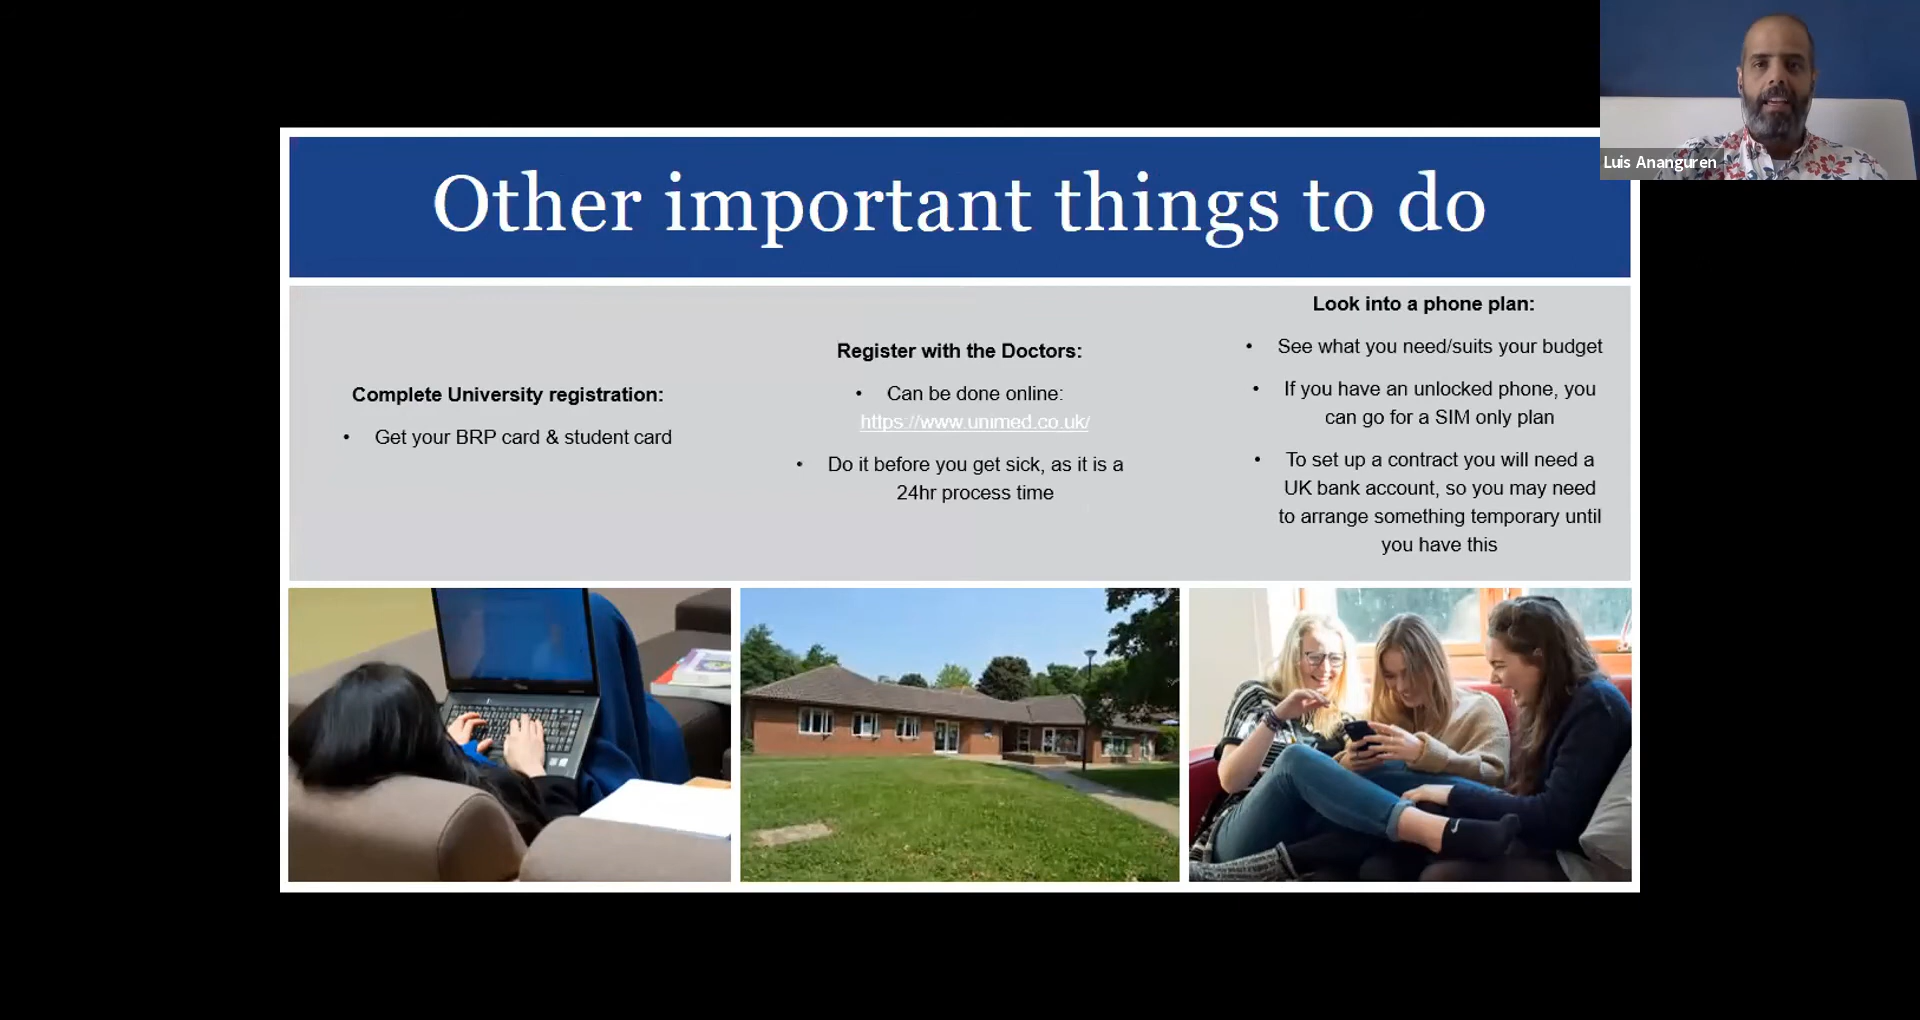 Luis Ananguren
Other important things to do
Complete University registration:
• Get your BRP card & student card
Register with the Doctors:
• Can be done online:
https://www.unimed.co.uk/
• Do it before you get sick, as it is a
24hr process time
Look into a phone plan:
• See what you need/suits your budget
• If you have an unlocked phone, you
can go for a SIM only plan
• To set up a contract you will need a
UK bank account, so you may need
to arrange something temporary until
you have this